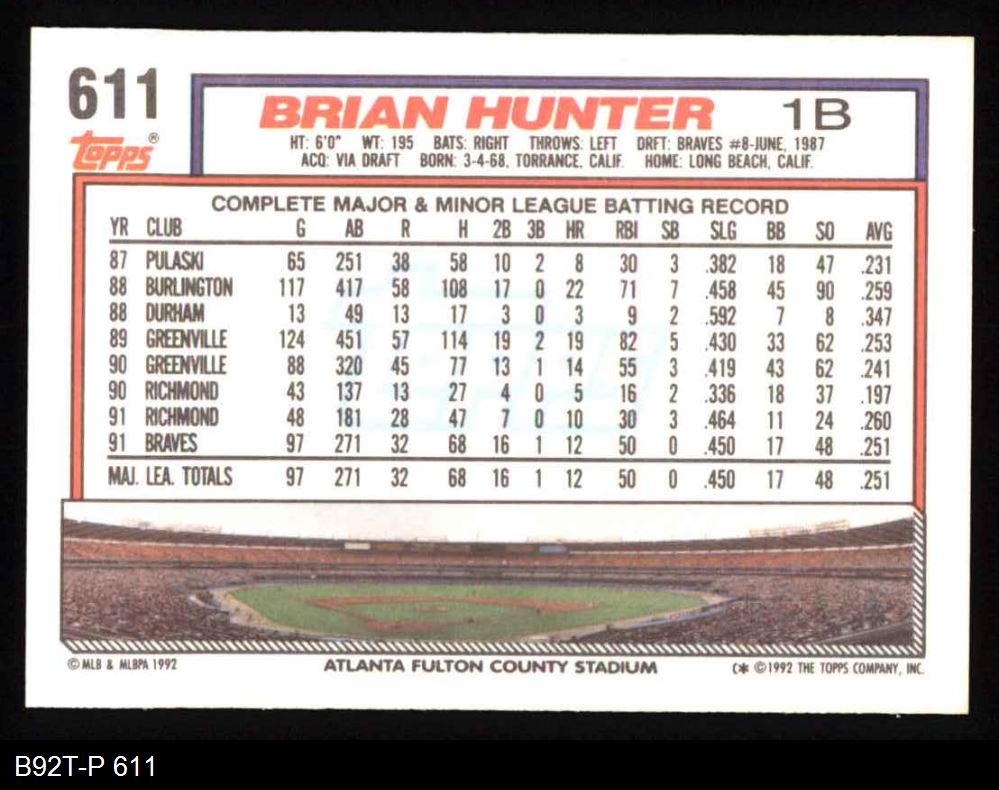 611
Topps®
BRIAN HUNTER 1B
HT: 6'0" WT: 195 BATS: RIGHT THROWS: LEFT DRFT: BRAVES #8-JUNE, 1987
ACQ: VIA DRAFT BORN: 3-4-68, TORRANCE, CALIF. HOME: LONG BEACH, CALIF.
COMPLETE MAJOR & MINOR LEAGUE BATTING RECORD
YR CLUB G AB R H 2B 3B HR RBI SB SLG BB SO AVG
87 PULASKI 65 251 38 58 10 2 8 30 3 .382 18 47 .231
88 BURLINGTON 117 417 58 108 17 0 22 71 7 .458 45 90 .259
88 DURHAM 13 49 13 17 3 0 3 9 2 .592 7 8 .347
89 GREENVILLE 124 451 57 114 19 2 19 82 5 .430 33 62 .253
90 GREENVILLE 88 320 45 77 13 1 14 55 3 .419 43 62 .241
90 RICHMOND 43 137 13 27 4 0 5 16 2 .336 18 37 .197
91 RICHMOND 48 181 28 47 7 0 10 30 3 .464 11 24 .260
91 BRAVES 97 271 32 68 16 1 12 50 0 .450 17 48 .251
MAJ. LEA. TOTALS 97 271 32 68 16 1 12 50 0 .450 17 48 .251
© MLB & MLBPA 1992 ATLANTA FULTON COUNTY STADIUM C* ©1992 THE TOPPS COMPANY, INC.
B92T-P 611